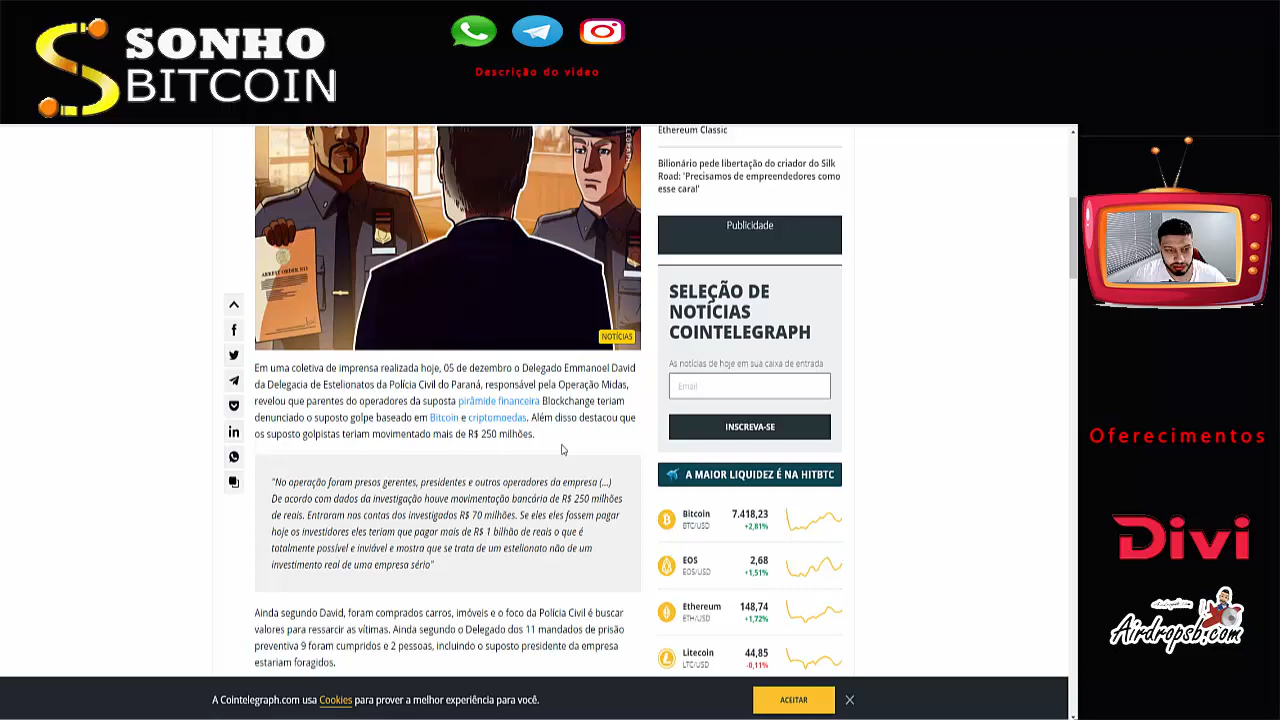 SONHO
BITCOIN
Descrição do vídeo
ARREST ORDER
NOTÍCIAS
Em uma coletiva de imprensa realizada hoje, 05 de dezembro o Delegado Emmanoel David
da Delegacia de Estelionatos da Polícia Civil do Paraná, responsável pela Operação Midas,
revelou que parentes do operadores da suposta pirâmide financeira Blockchange teriam
denunciado o suposto golpe baseado em Bitcoin e criptomoedas. Além disso destacou que
os suposto golpistas teriam movimentado mais de R$ 250 milhões.
"No operação foram presos gerentes, presidentes e outros operadores da empresa (...)
De acordo com dados da investigação houve movimentação bancária de R$ 250 milhões
de reais. Entraram nas contas dos investigados R$ 70 milhões. Se eles eles fossem pagar
hoje os investidores eles teriam que pagar mais de R$ 1 bilhão de reais o que é
totalmente possível e inviável e mostra que se trata de um estelionato não de um
investimento real de uma empresa sério"
Ainda segundo David, foram comprados carros, imóveis e o foco da Polícia Civil é buscar
valores para ressarcir as vítimas. Ainda segundo o Delegado dos 11 mandados de prisão
preventiva 9 foram cumpridos e 2 pessoas, incluindo o suposto presidente da empresa
estariam foragidos.
Ethereum Classic
Bilionário pede libertação do criador do Silk
Road: 'Precisamos de empreendedores como
esse cara!'
Publicidade
SELEÇÃO DE
NOTÍCIAS
COINTELEGRAPH
As notícias de hoje em sua caixa de entrada
Email
INSCREVA-SE
A MAIOR LIQUIDEZ É NA HITBTC
Bitcoin 7.418,23
BTC/USD +2,81%
EOS 2,68
EOS/USD +1,51%
Ethereum 148,74
ETH/USD +1,72%
Litecoin 44,85
LTC/USD -0,11%
A Cointelegraph.com usa Cookies para prover a melhor experiência para você.
ACEITAR
Oferecimentos
Divi
Airdropsb.com